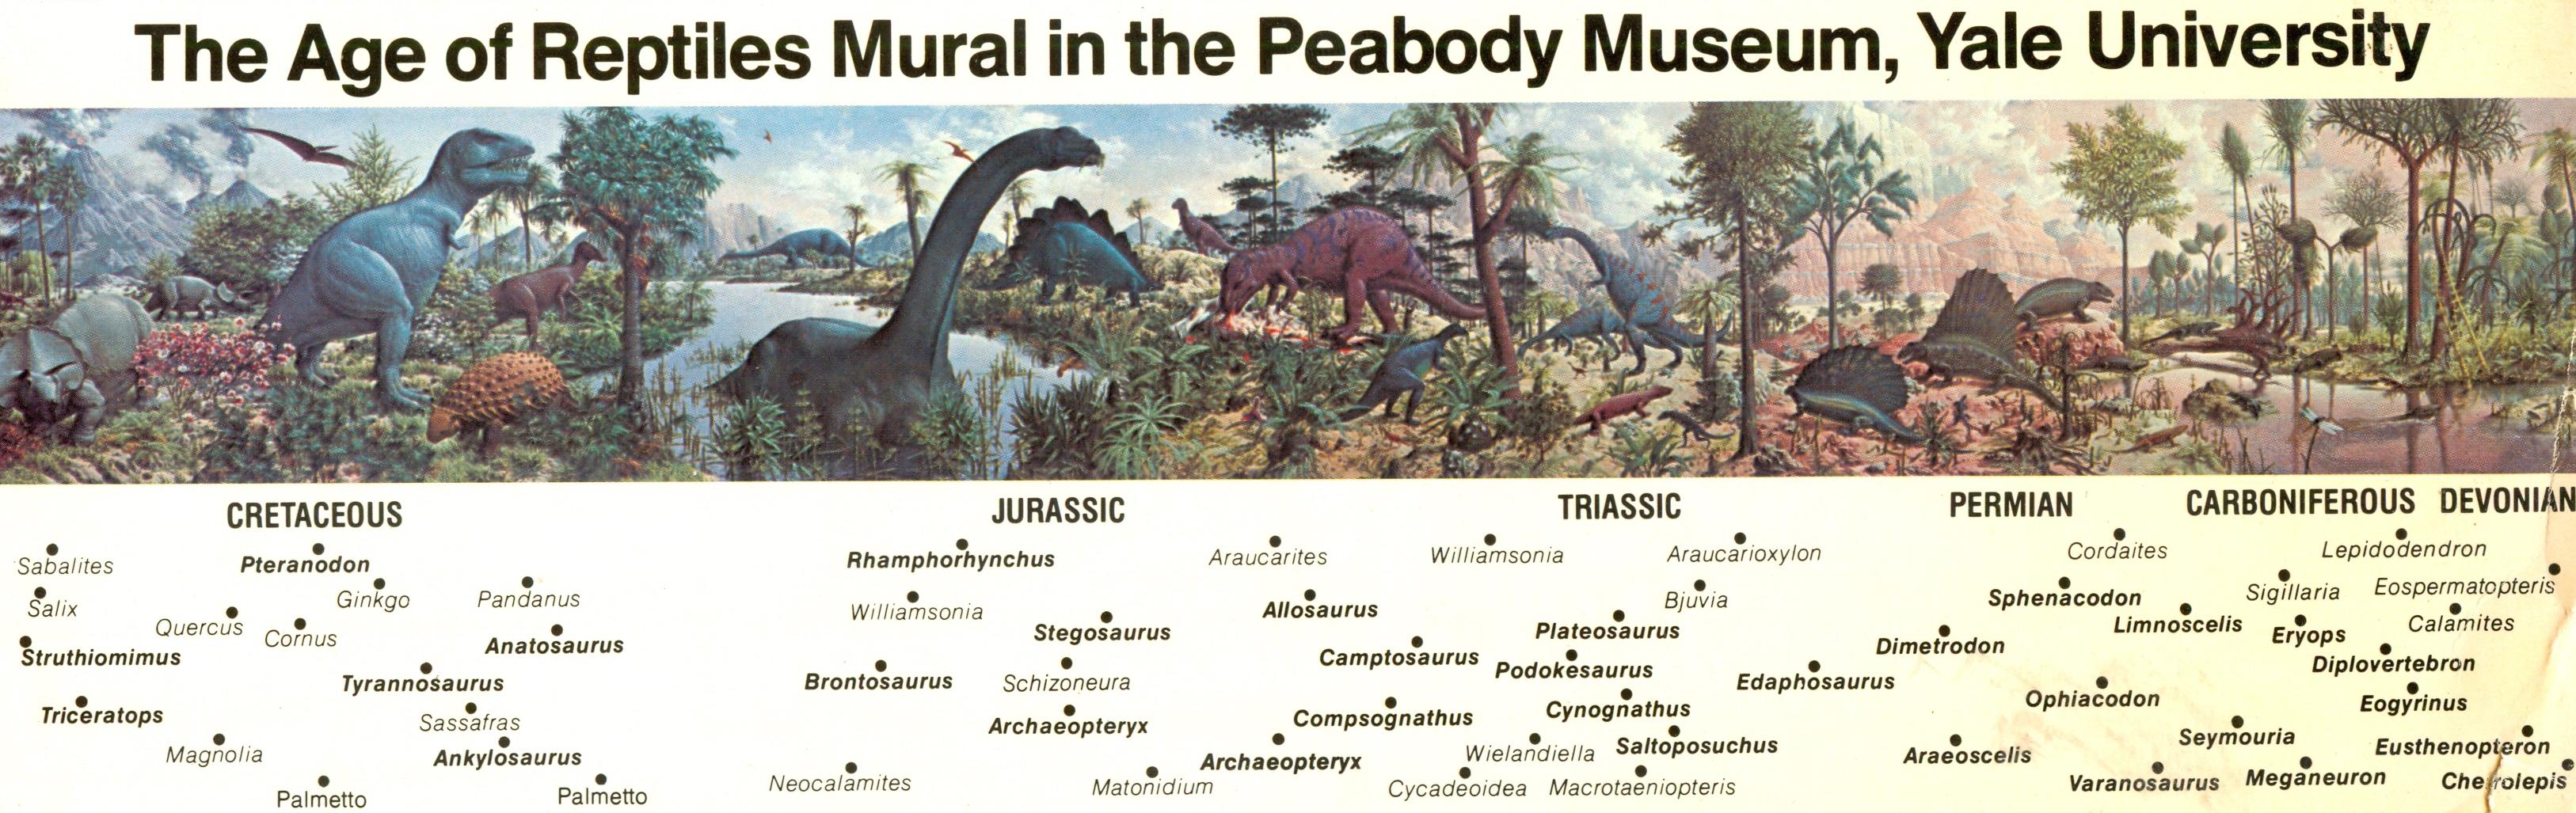 The Age of Reptiles Mural in the Peabody Museum, Yale University
CRETACEOUS
JURASSIC
TRIASSIC
PERMIAN
CARBONIFEROUS
DEVONIAN
Sabalites
Pteranodon
Salix
Ginkgo
Pandanus
Quercus
Cornus
Anatosaurus
Struthiomimus
Tyrannosaurus
Triceratops
Sassafras
Magnolia
Ankylosaurus
Palmetto
Palmetto
Rhamphorhynchus
Araucarites
Williamsonia
Allosaurus
Stegosaurus
Camptosaurus
Brontosaurus
Schizoneura
Archaeopteryx
Compsognathus
Archaeopteryx
Neocalamites
Matonidium
Williamsonia
Araucarioxylon
Bjuvia
Plateosaurus
Podokesaurus
Edaphosaurus
Cynognathus
Wielandiella
Saltoposuchus
Cycadeoidea
Macrotaeniopteris
Cordaites
Sphenacodon
Limnoscelis
Dimetrodon
Ophiacodon
Araeoscelis
Varanosaurus
Lepidodendron
Sigillaria
Eospermatopteris
Eryops
Calamites
Diplovertebron
Eogyrinus
Seymouria
Eusthenopteron
Meganeuron
Cheirolepis